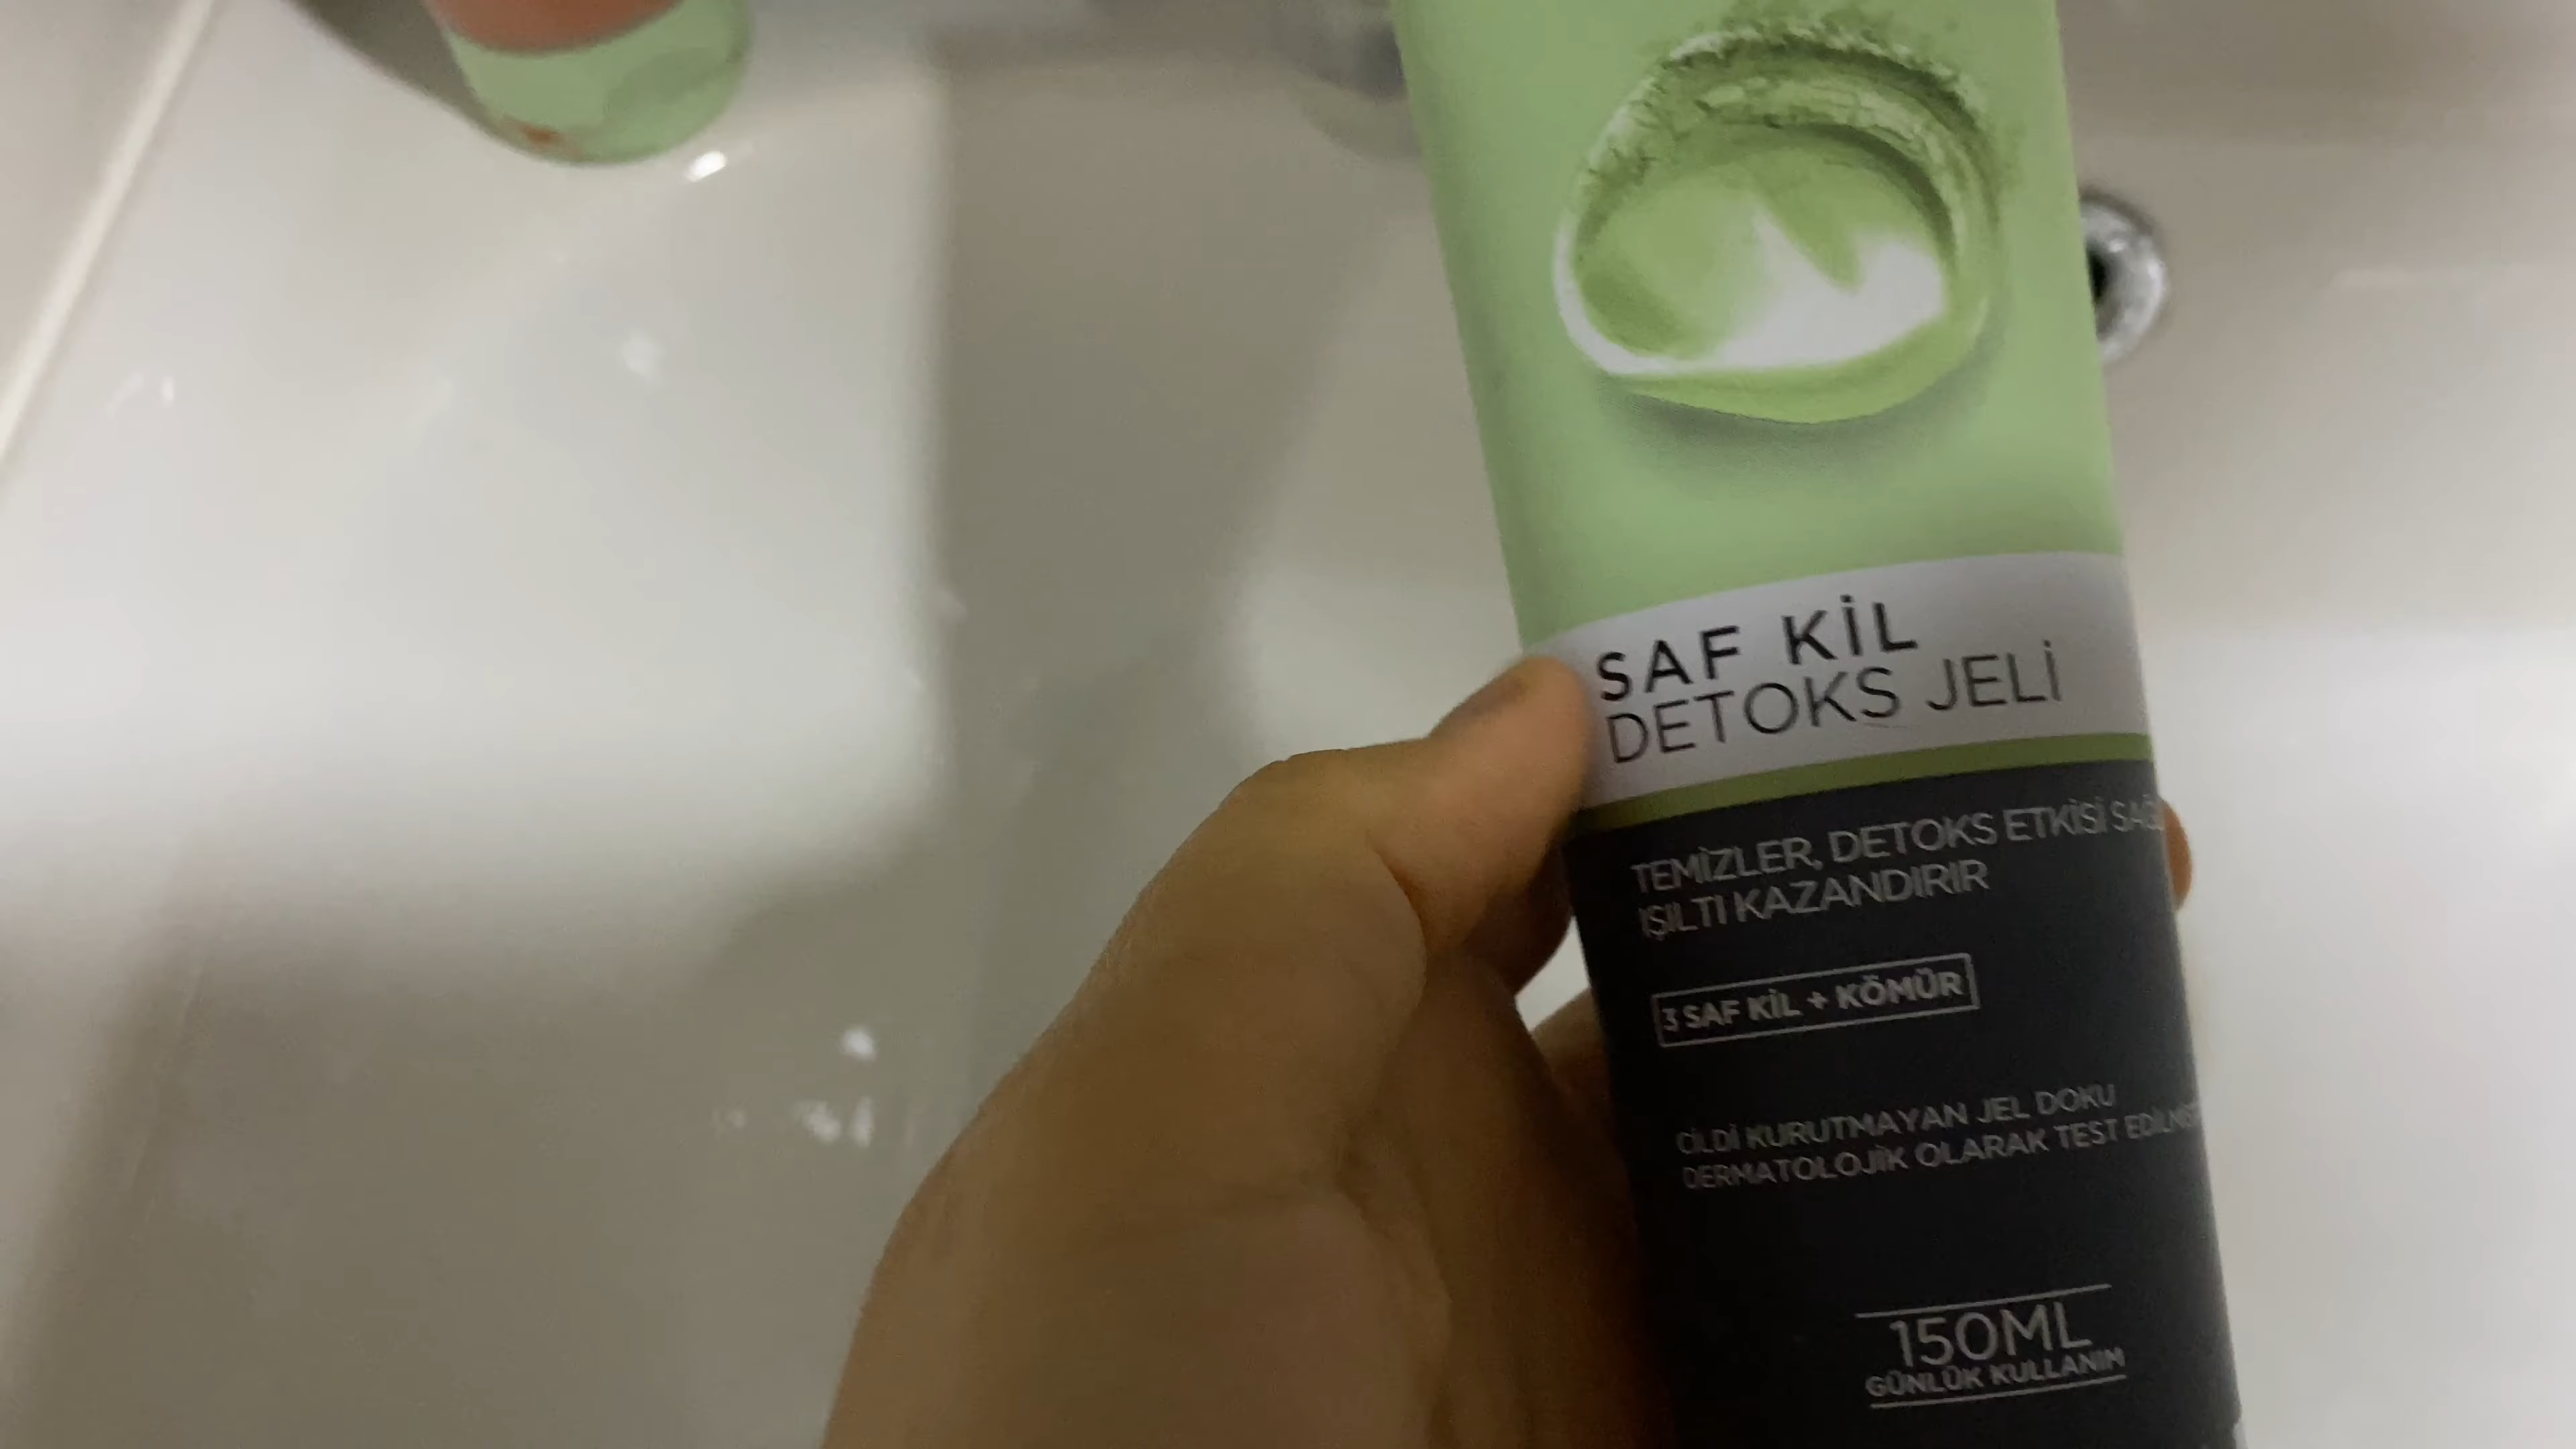 SAF KİL
DETOKS JELİ
TEMİZLER, DETOKS ETKİSİ
IŞILTI KAZANDIRIR
3 SAF KİL + KÖMÜR
CİLDİ KURUTMAYAN JEL DOKU
DERMATOLOJİK OLARAK TEST
150ML
GÜNLÜK KULLANIM